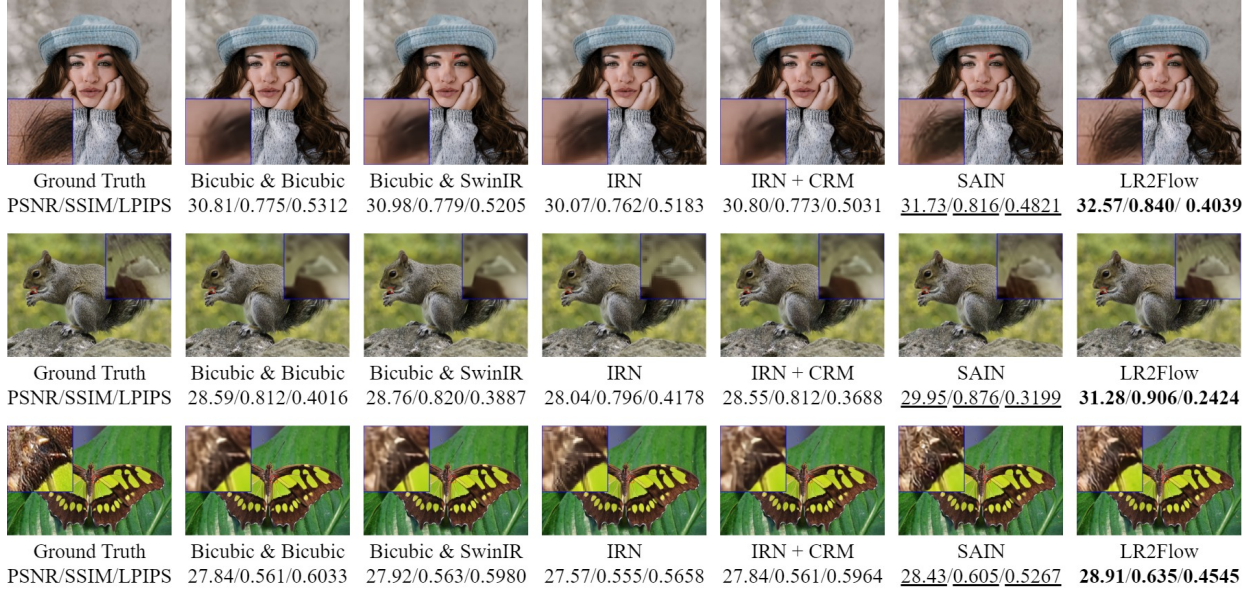 Ground Truth Bicubic & Bicubic Bicubic & SwinIR IRN IRN + CRM SAIN LR2Flow
PSNR/SSIM/LPIPS 30.81/0.775/0.5312 30.98/0.779/0.5205 30.07/0.762/0.5183 30.80/0.773/0.5031 31.73/0.816/0.4821 32.57/0.840/ 0.4039
Ground Truth Bicubic & Bicubic Bicubic & SwinIR IRN IRN + CRM SAIN LR2Flow
PSNR/SSIM/LPIPS 28.59/0.812/0.4016 28.76/0.820/0.3887 28.04/0.796/0.4178 28.55/0.812/0.3688 29.95/0.876/0.3199 31.28/0.906/0.2424
Ground Truth Bicubic & Bicubic Bicubic & SwinIR IRN IRN + CRM SAIN LR2Flow
PSNR/SSIM/LPIPS 27.84/0.561/0.6033 27.92/0.563/0.5980 27.57/0.555/0.5658 27.84/0.561/0.5964 28.43/0.605/0.5267 28.91/0.635/0.4545